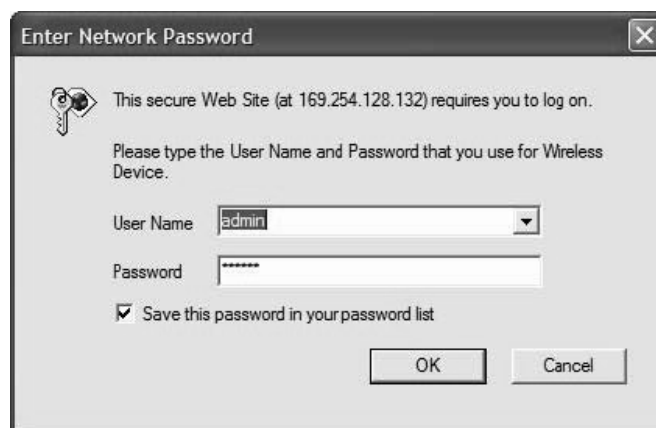 Enter Network Password
This secure Web Site (at 169.254.128.132) requires you to log on.
Please type the User Name and Password that you use for Wireless
Device.
User Name admin
Password ******
Save this password in your password list
OK Cancel